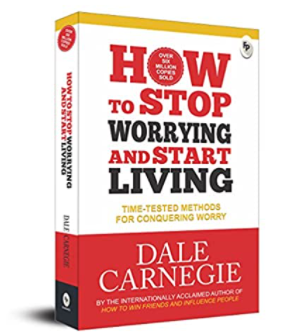 HOW
OVER
SIX
MILLION
COPIES
SOLD
TO STOP
WORRYING
AND START
LIVING
TIME-TESTED METHODS
FOR CONQUERING WORRY
DALE
CARNEGIE
BY THE INTERNATIONALLY ACCLAIMED AUTHOR OF
HOW TO WIN FRIENDS AND INFLUENCE PEOPLE
FP
HOW TO STOP WORRYING
AND START LIVING
DALE CARNEGIE